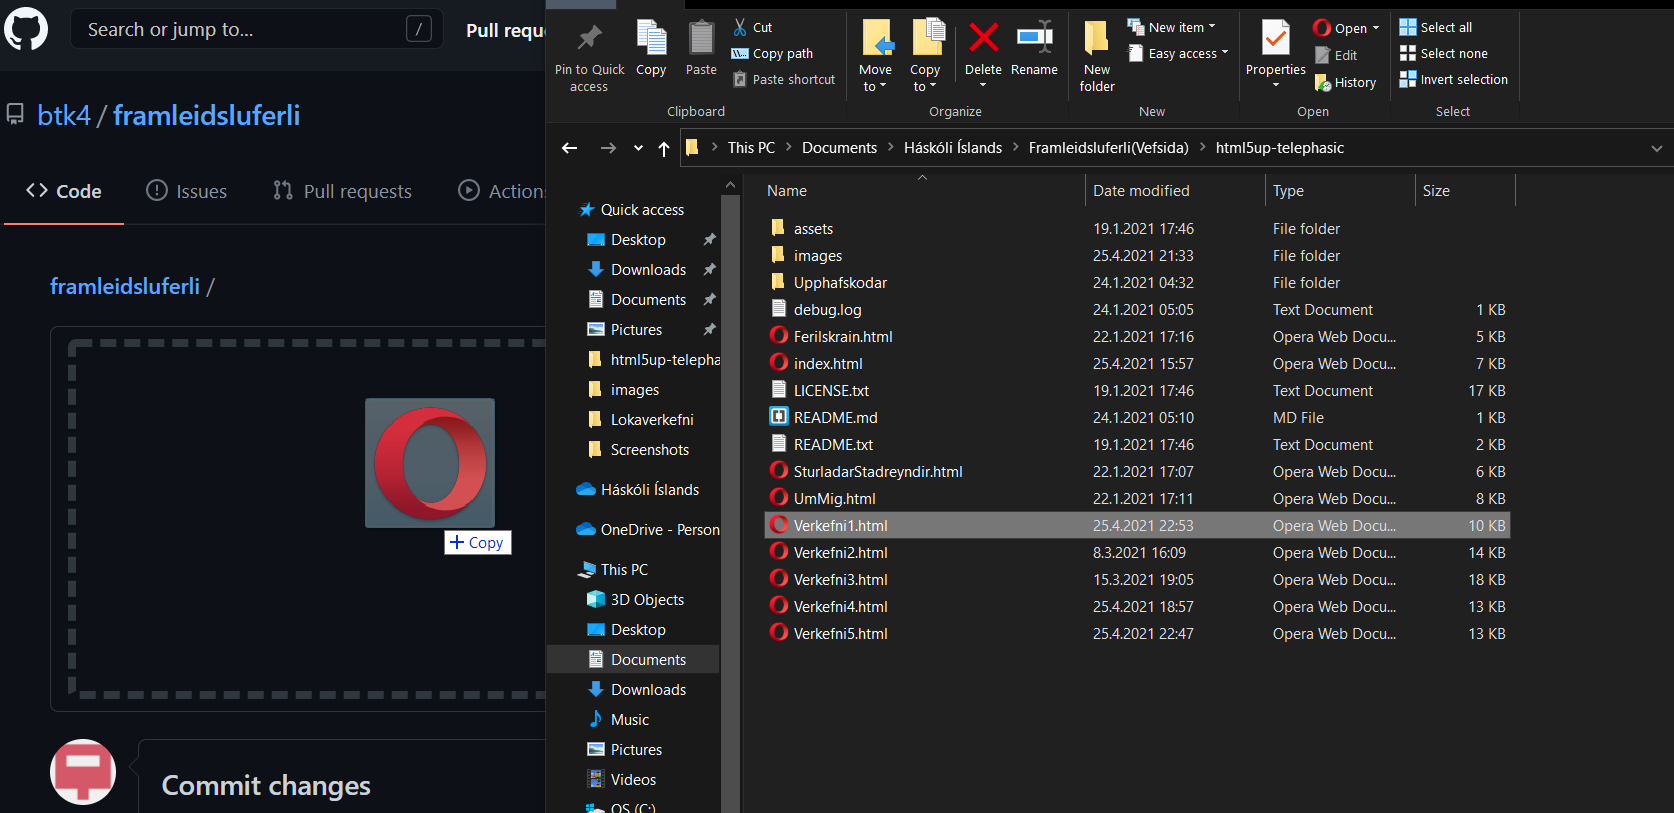 Search or jump to...
/
Pull requ
btk4 / framleidsluferli
Code
Issues
Pull requests
Action
framleidsluferli /
Copy
Commit changes
Pin to Quick access
Copy
Paste
Cut
Copy path
Paste shortcut
Clipboard
Move to
Copy to
Delete
Rename
Organize
New folder
New item
Easy access
New
Properties
Open
Edit
History
Open
Select all
Select none
Invert selection
Select
This PC
Documents
Háskóli Íslands
Framleidsluferli(Vefsida)
html5up-telephasic
Quick access
Desktop
Downloads
Documents
Pictures
html5up-telepha
images
Lokaverkefni
Screenshots
Háskóli Íslands
OneDrive - Person
This PC
3D Objects
Desktop
Documents
Downloads
Music
Pictures
Videos
OS (C:)
Name Date modified Type Size
assets 19.1.2021 17:46 File folder
images 25.4.2021 21:33 File folder
Upphafskodar 24.1.2021 04:32 File folder
debug.log 24.1.2021 05:05 Text Document 1 KB
Ferilskrain.html 22.1.2021 17:16 Opera Web Docu... 5 KB
index.html 25.4.2021 15:57 Opera Web Docu... 7 KB
LICENSE.txt 19.1.2021 17:46 Text Document 17 KB
README.md 24.1.2021 05:10 MD File 1 KB
README.txt 19.1.2021 17:46 Text Document 2 KB
SturladarStadreyndir.html 22.1.2021 17:07 Opera Web Docu... 6 KB
UmMig.html 22.1.2021 17:11 Opera Web Docu... 8 KB
Verkefni1.html 25.4.2021 22:53 Opera Web Docu... 10 KB
Verkefni2.html 8.3.2021 16:09 Opera Web Docu... 14 KB
Verkefni3.html 15.3.2021 19:05 Opera Web Docu... 18 KB
Verkefni4.html 25.4.2021 18:57 Opera Web Docu... 13 KB
Verkefni5.html 25.4.2021 22:47 Opera Web Docu... 13 KB